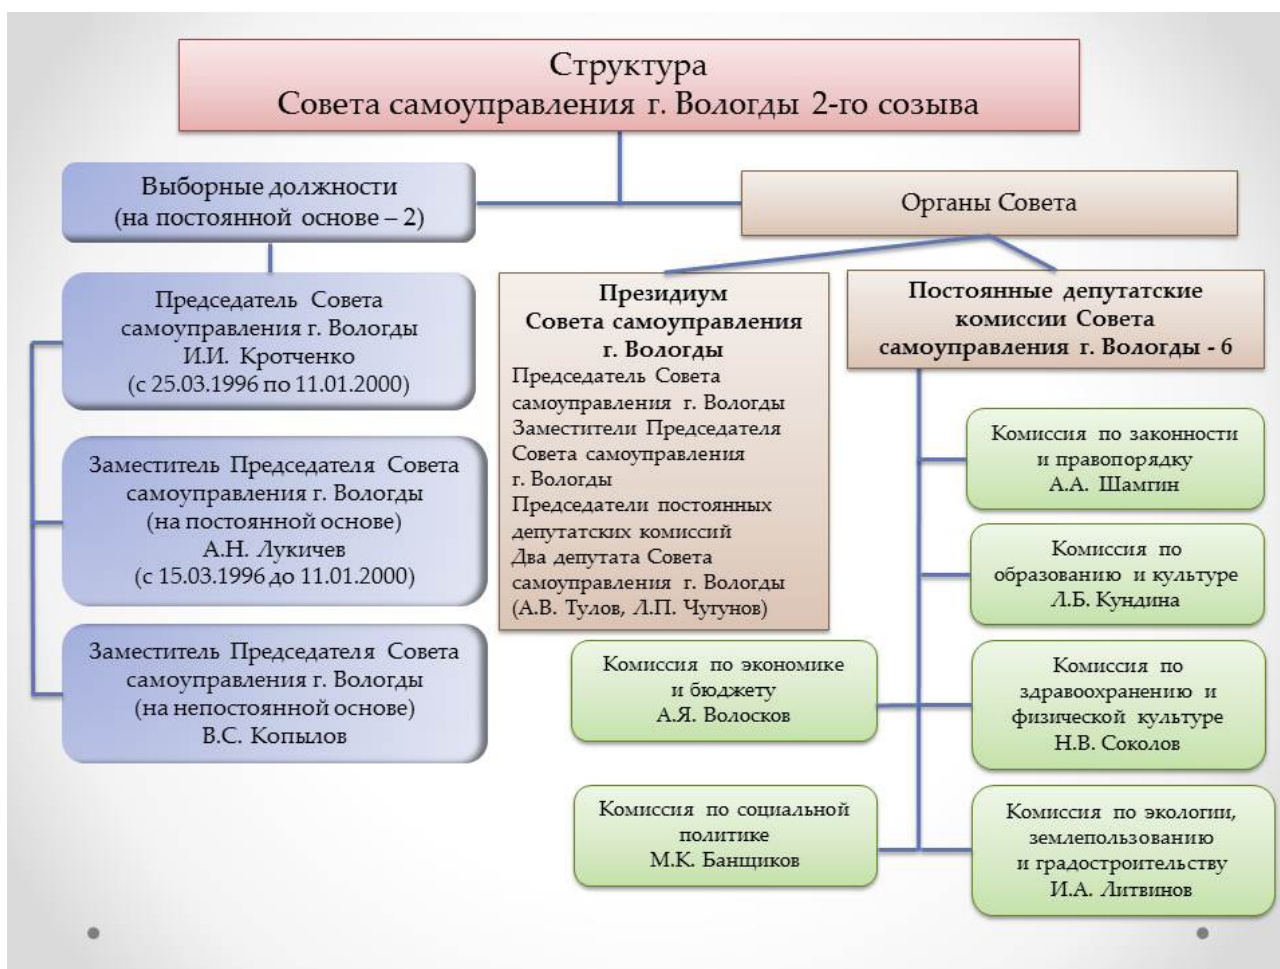 Структура
Совета самоуправления г. Вологды 2-го созыва
Выборные должности
(на постоянной основе – 2)
Органы Совета
Председатель Совета
самоуправления г. Вологды
И.И. Кротченко
(с 25.03.1996 по 11.01.2000)
Заместитель Председателя Совета
самоуправления г. Вологды
(на постоянной основе)
А.Н. Лукичев
(с 15.03.1996 до 11.01.2000)
Заместитель Председателя Совета
самоуправления г. Вологды
(на непостоянной основе)
В.С. Копылов
Президиум
Совета самоуправления
г. Вологды
Председатель Совета
самоуправления г. Вологды
Заместители Председателя
Совета самоуправления
г. Вологды
Председатели постоянных
депутатских комиссий
Два депутата Совета
самоуправления г. Вологды
(А.В. Тулов, Л.П. Чугунов)
Постоянные депутатские
комиссии Совета
самоуправления г. Вологды - 6
Комиссия по законности
и правопорядку
А.А. Шамгин
Комиссия по
образованию и культуре
Л.Б. Кундина
Комиссия по экономике
и бюджету
А.Я. Волосков
Комиссия по
здравоохранению и
физической культуре
Н.В. Соколов
Комиссия по социальной
политике
М.К. Банщиков
Комиссия по экологии,
землепользованию
и градостроительству
И.А. Литвинов